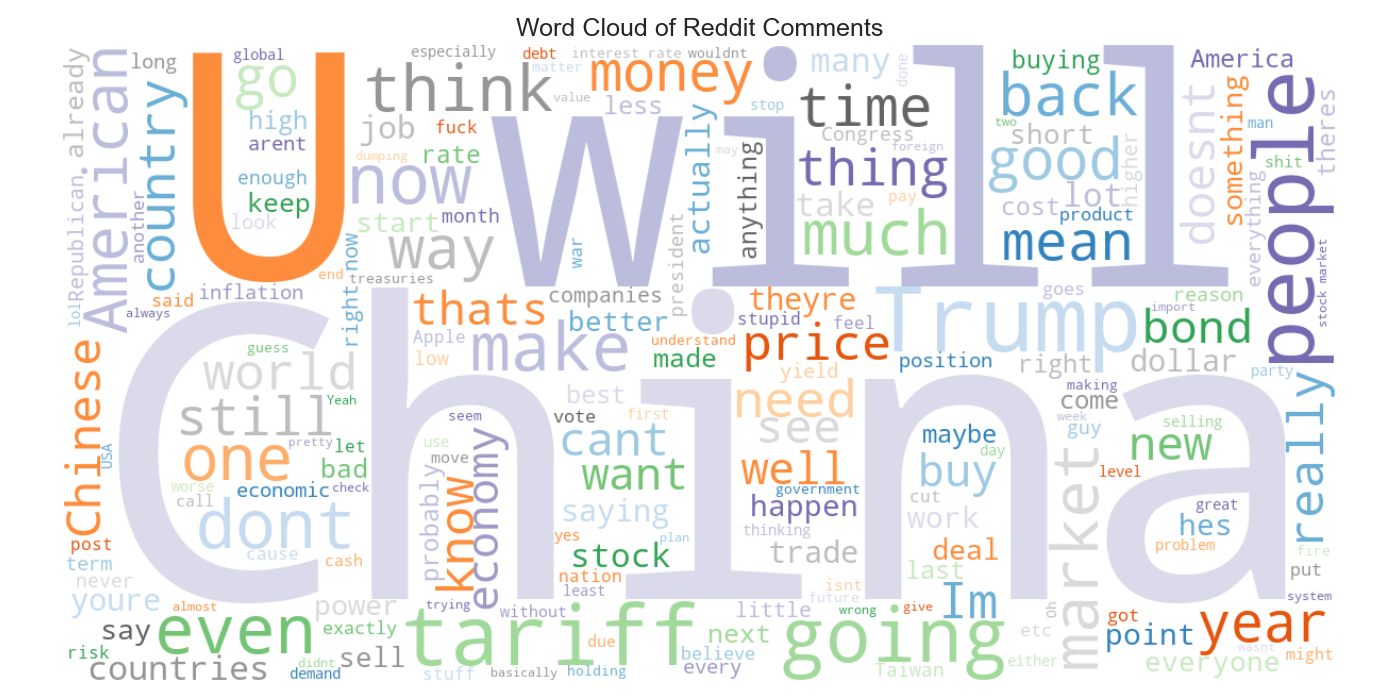 Word Cloud of Reddit Comments
U
will
China
Trump
people
tariff
going
think
money
time
back
good
thing
much
mean
American
country
go
high
arent
enough
keep
look
global
long
already
Republican
another
lol
said
always
inflation
right now
end
treasuries
especially
debt
interest rate
wouldnt
matter
value
less
job
fuck
dumping
rate
now
start
month
way
war
actually
president
stop
may
anything
many
done
Congress
foreign
take
pay
buying
short
two
lot
higher
cost
product
America
doesnt
something
man
shit
theres
everything
stock market
thats
companies
better
Apple
low
make
made
understand
theyre
stupid
feel
price
yield
position
goes
import
reason
bond
right
dollar
party
Chinese
USA
guess
world
Yeah
still
one
pretty
let
bad
worse
call
economic
check
dont
cause
cash
post
term
never
youre
almost
seem
use
move
probably
know
economy
best
vote
first
cant
want
saying
yes
plan
stock
nation
least
need
see
well
government
happen
thinking
trade
isnt
future
maybe
day
buy
cut
work
deal
last
Im
making
come
week
guy
level
market
selling
new
great
hes
problem
really
fire
put
system
say
even
power
exactly
risk
countries
didnt
demand
sell
trying
without
stuff
basically
holding
due
little
next
believe
every
wrong
give
Taiwan
oh
etc
either
got
point
year
wasnt
everyone
might